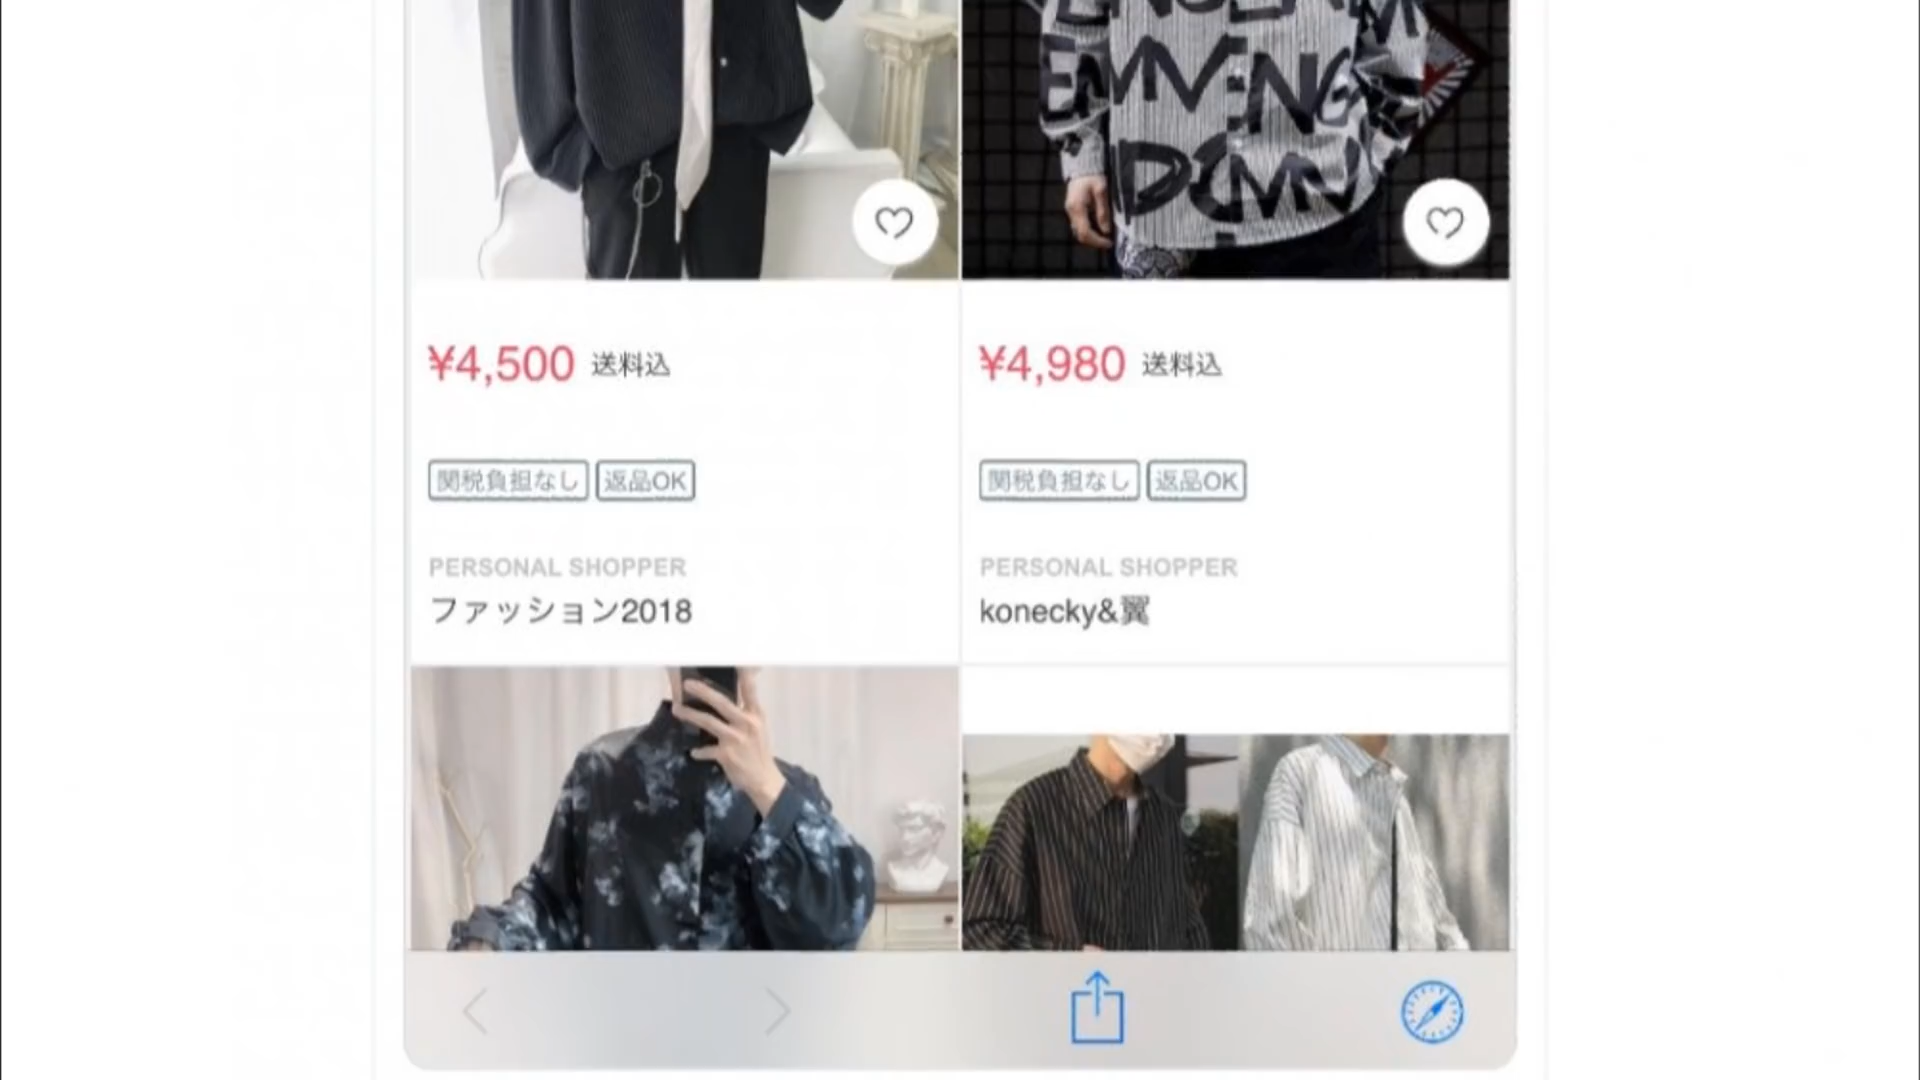 ¥4,500 送料込
¥4,980 送料込
関税負担なし 返品OK
関税負担なし 返品OK
PERSONAL SHOPPER
ファッション2018
PERSONAL SHOPPER
konecky&翼